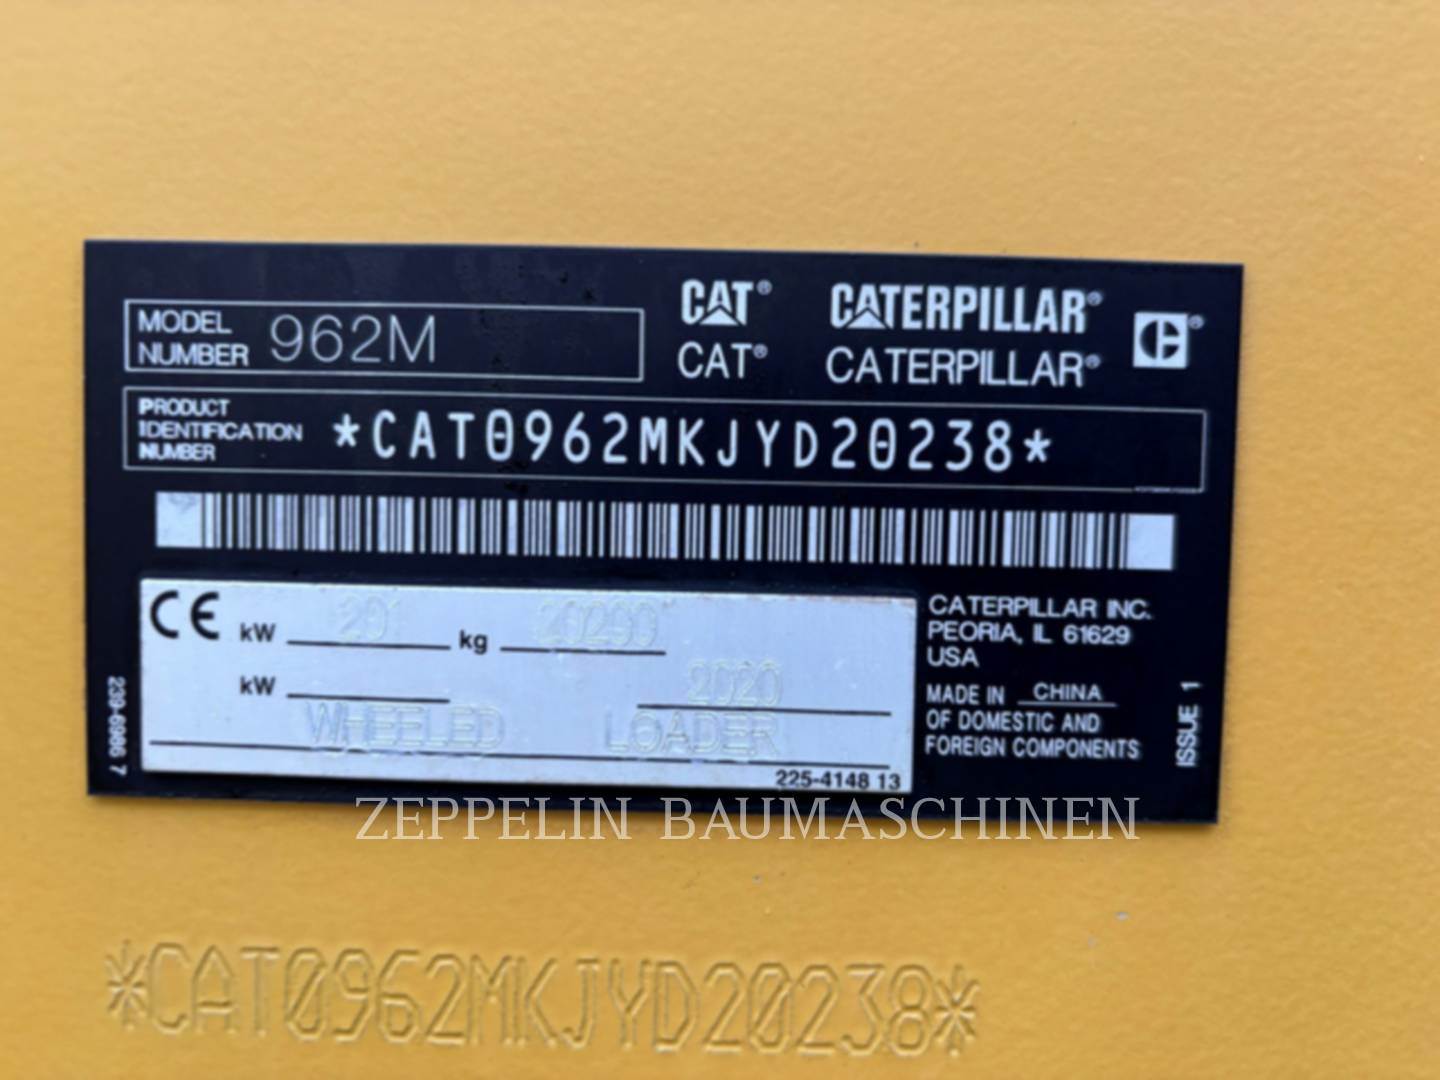 MODEL NUMBER 962M
CAT® CATERPILLAR®
CAT® CATERPILLAR®
PRODUCT IDENTIFICATION NUMBER *CAT0962MKJYD20238*
CE kW 201 kg 20290
kW 2020
WHEELED LOADER
225-4148 13
239-6986 7
CATERPILLAR INC.
PEORIA, IL 61629
USA
MADE IN CHINA
OF DOMESTIC AND
FOREIGN COMPONENTS
ISSUE 1
ZEPPELIN BAUMASCHINEN
*CAT0962MKJYD20238*